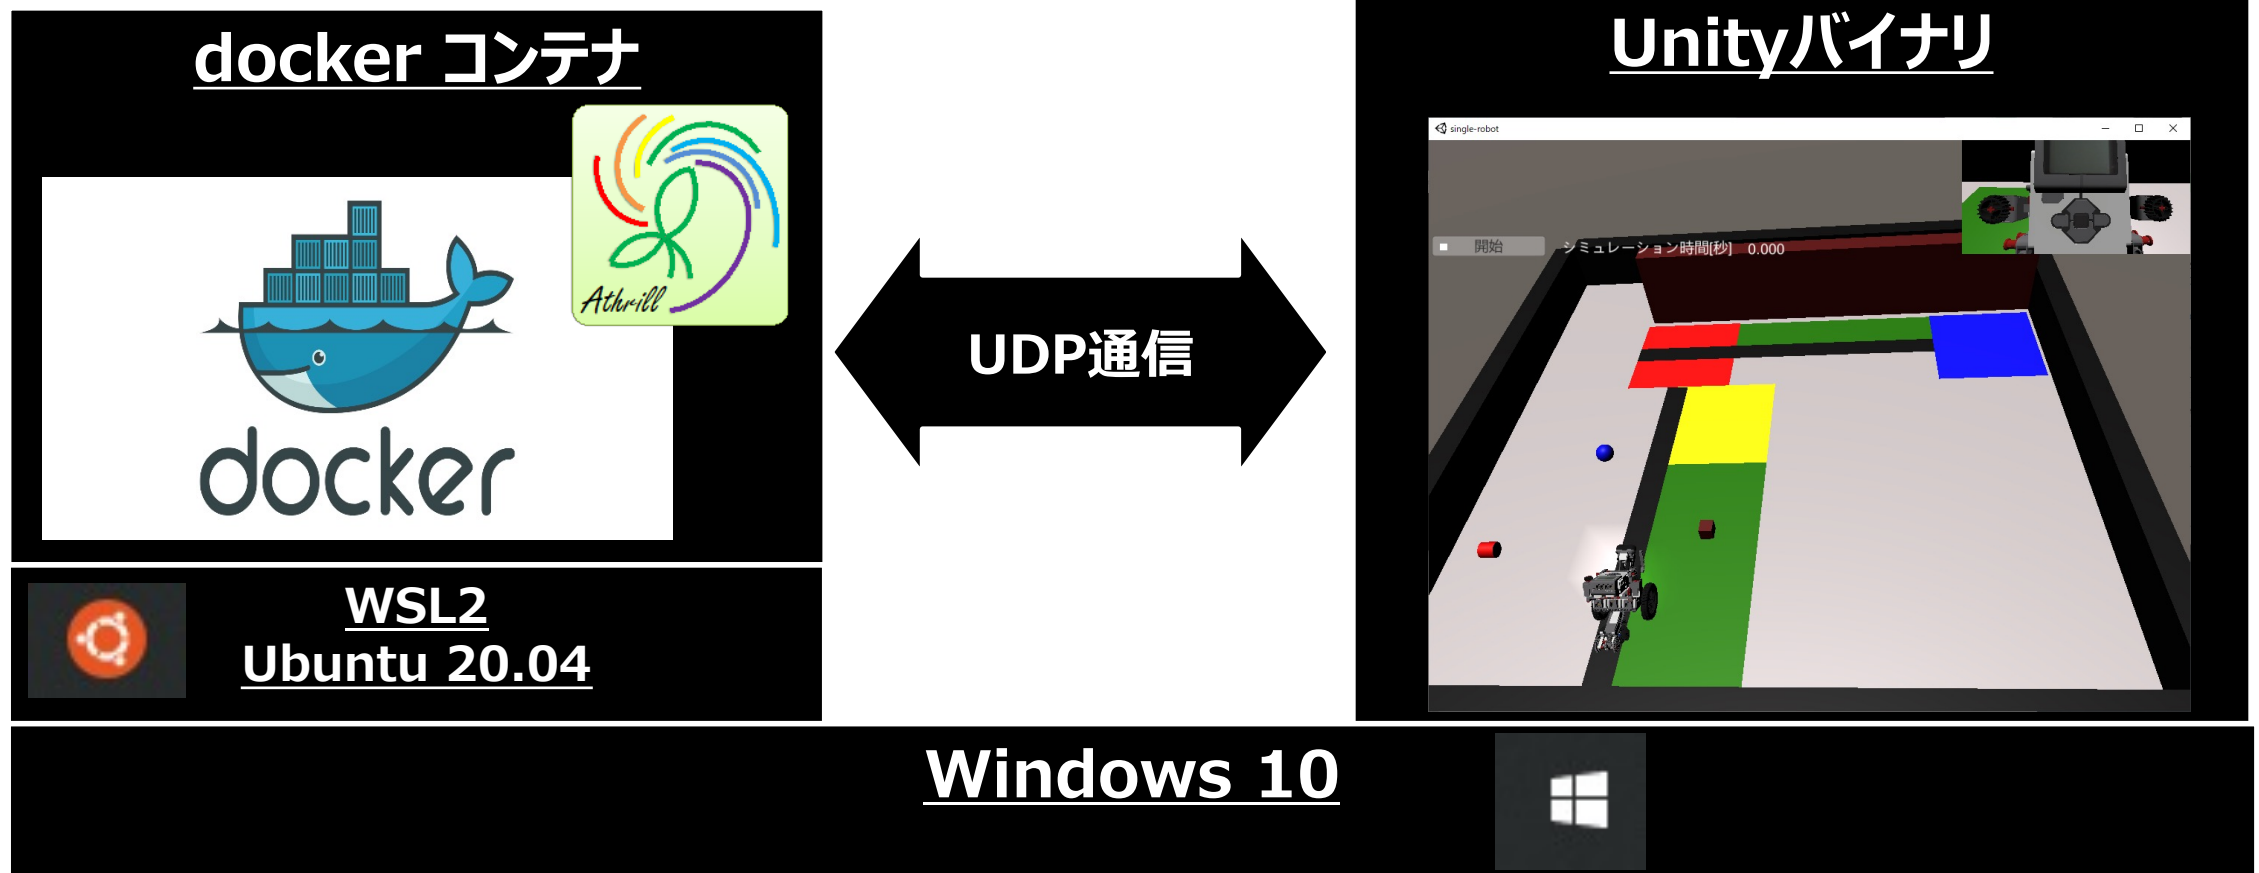 docker コンテナ
Athrill
docker
WSL2
Ubuntu 20.04
UDP通信
Unityバイナリ
single-robot
開始
シミュレーション時間[秒] 0.000
Windows 10